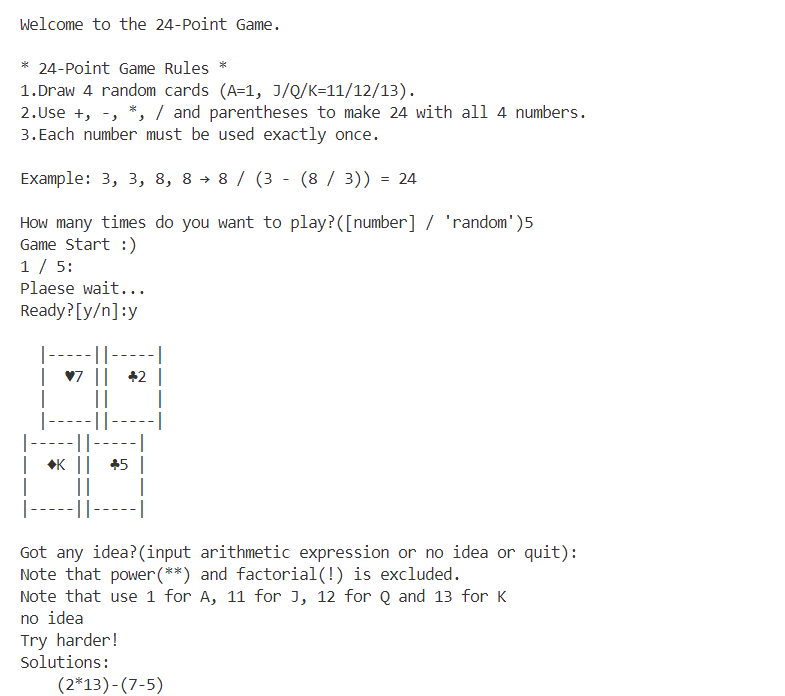 Welcome to the 24-Point Game.
* 24-Point Game Rules *
1.Draw 4 random cards (A=1, J/Q/K=11/12/13).
2.Use +, -, *, / and parentheses to make 24 with all 4 numbers.
3.Each number must be used exactly once.
Example: 3, 3, 8, 8 → 8 / (3 - (8 / 3)) = 24
How many times do you want to play?([number] / 'random')5
Game Start :)
1 / 5:
Plaese wait...
Ready?[y/n]:y
|-----||-----|
| ♥7 || ♣2 |
| || |
|-----||-----|
|-----||-----|
| ♦K || ♣5 |
| || |
|-----||-----|
Got any idea?(input arithmetic expression or no idea or quit):
Note that power(**) and factorial(!) is excluded.
Note that use 1 for A, 11 for J, 12 for Q and 13 for K
no idea
Try harder!
Solutions:
(2*13)-(7-5)